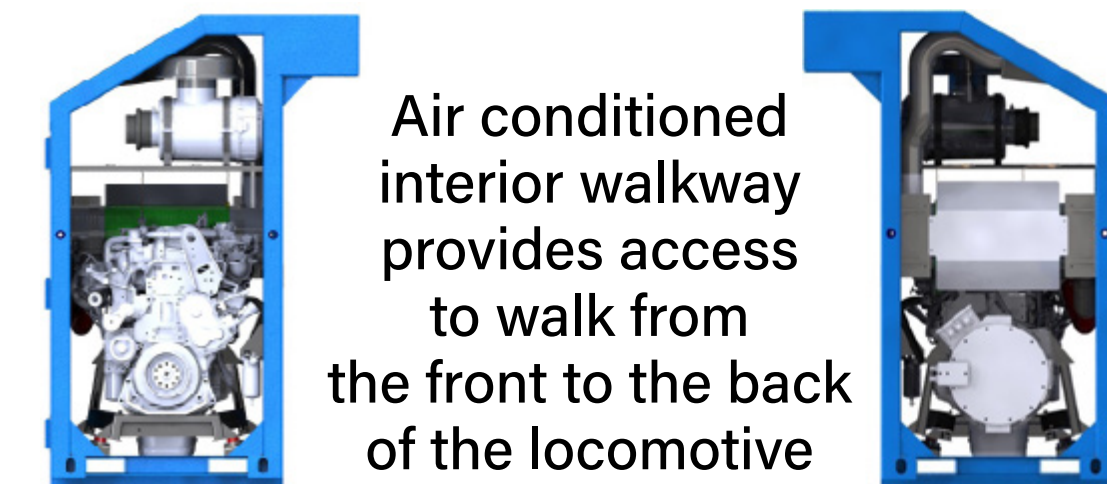 Air conditioned
interior walkway
provides access
to walk from
the front to the back
of the locomotive